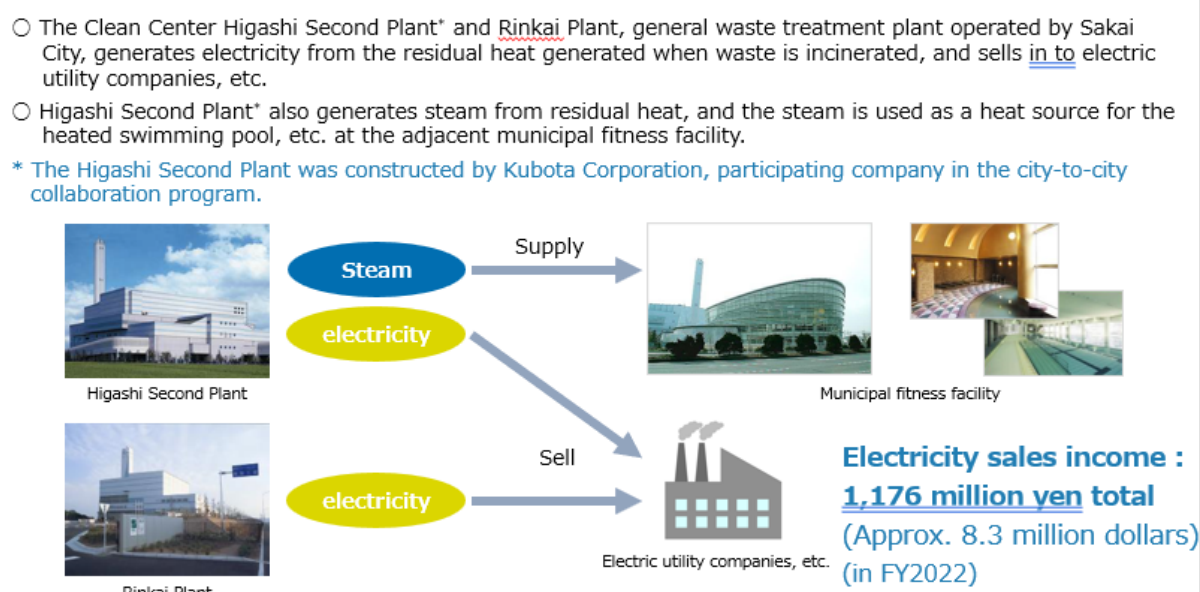 ○ The Clean Center Higashi Second Plant* and Rinkai Plant, general waste treatment plant operated by Sakai
City, generates electricity from the residual heat generated when waste is incinerated, and sells in to electric
utility companies, etc.
○ Higashi Second Plant* also generates steam from residual heat, and the steam is used as a heat source for the
heated swimming pool, etc. at the adjacent municipal fitness facility.
* The Higashi Second Plant was constructed by Kubota Corporation, participating company in the city-to-city
collaboration program.
Steam
Supply
electricity
Higashi Second Plant
Municipal fitness facility
Sell
electricity
Electric utility companies, etc.
Electricity sales income :
1,176 million yen total
(Approx. 8.3 million dollars)
(in FY2022)
Rinkai Plant